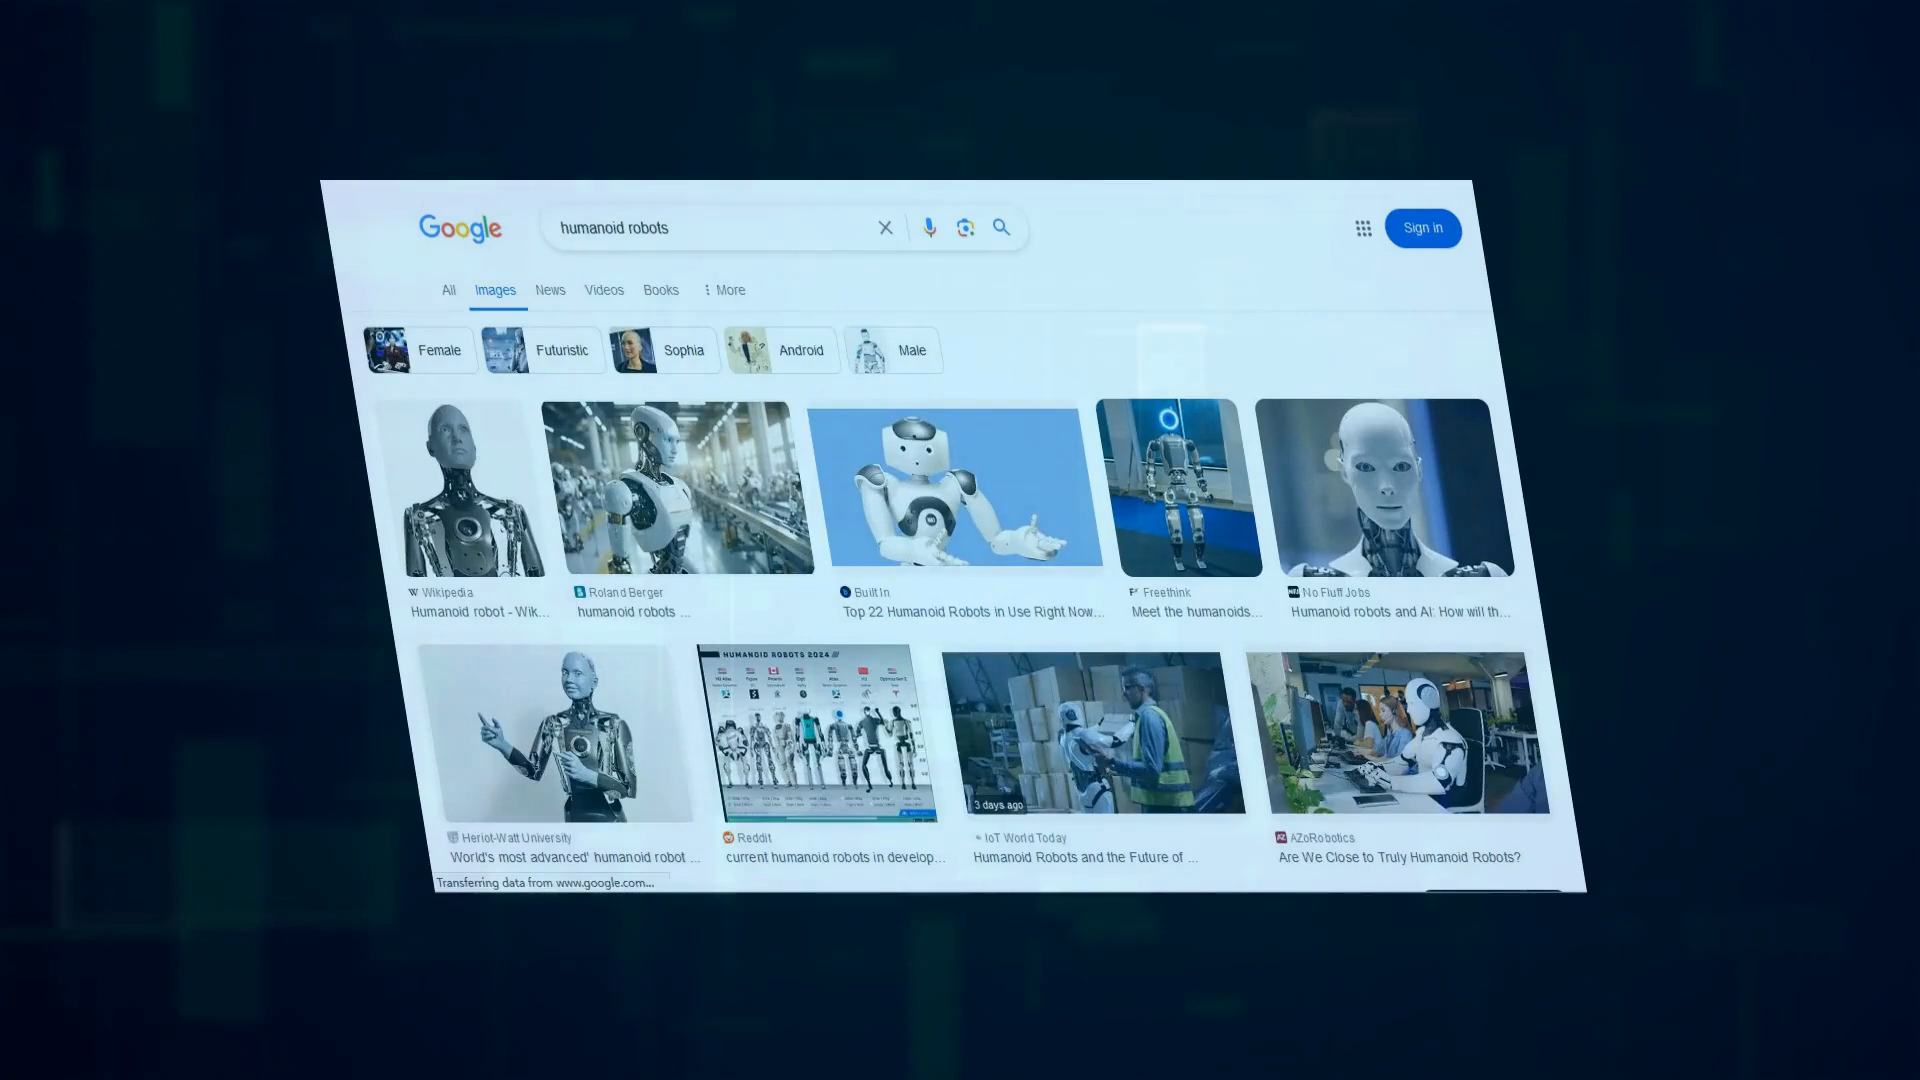 Google
humanoid robots
Sign in
All Images News Videos Books More
Female Futuristic Sophia Android Male
Wikipedia
Humanoid robot - Wik...
Roland Berger
humanoid robots ...
Built In
Top 22 Humanoid Robots in Use Right Now...
Freethink
Meet the humanoids...
No Fluff Jobs
Humanoid robots and AI: How will th...
HUMANOID ROBOTS 2024
3 days ago
Heriot-Watt University
World's most advanced' humanoid robot ...
Reddit
current humanoid robots in develop...
IoT World Today
Humanoid Robots and the Future of ...
AZoRobotics
Are We Close to Truly Humanoid Robots?
Transferring data from www.google.com...